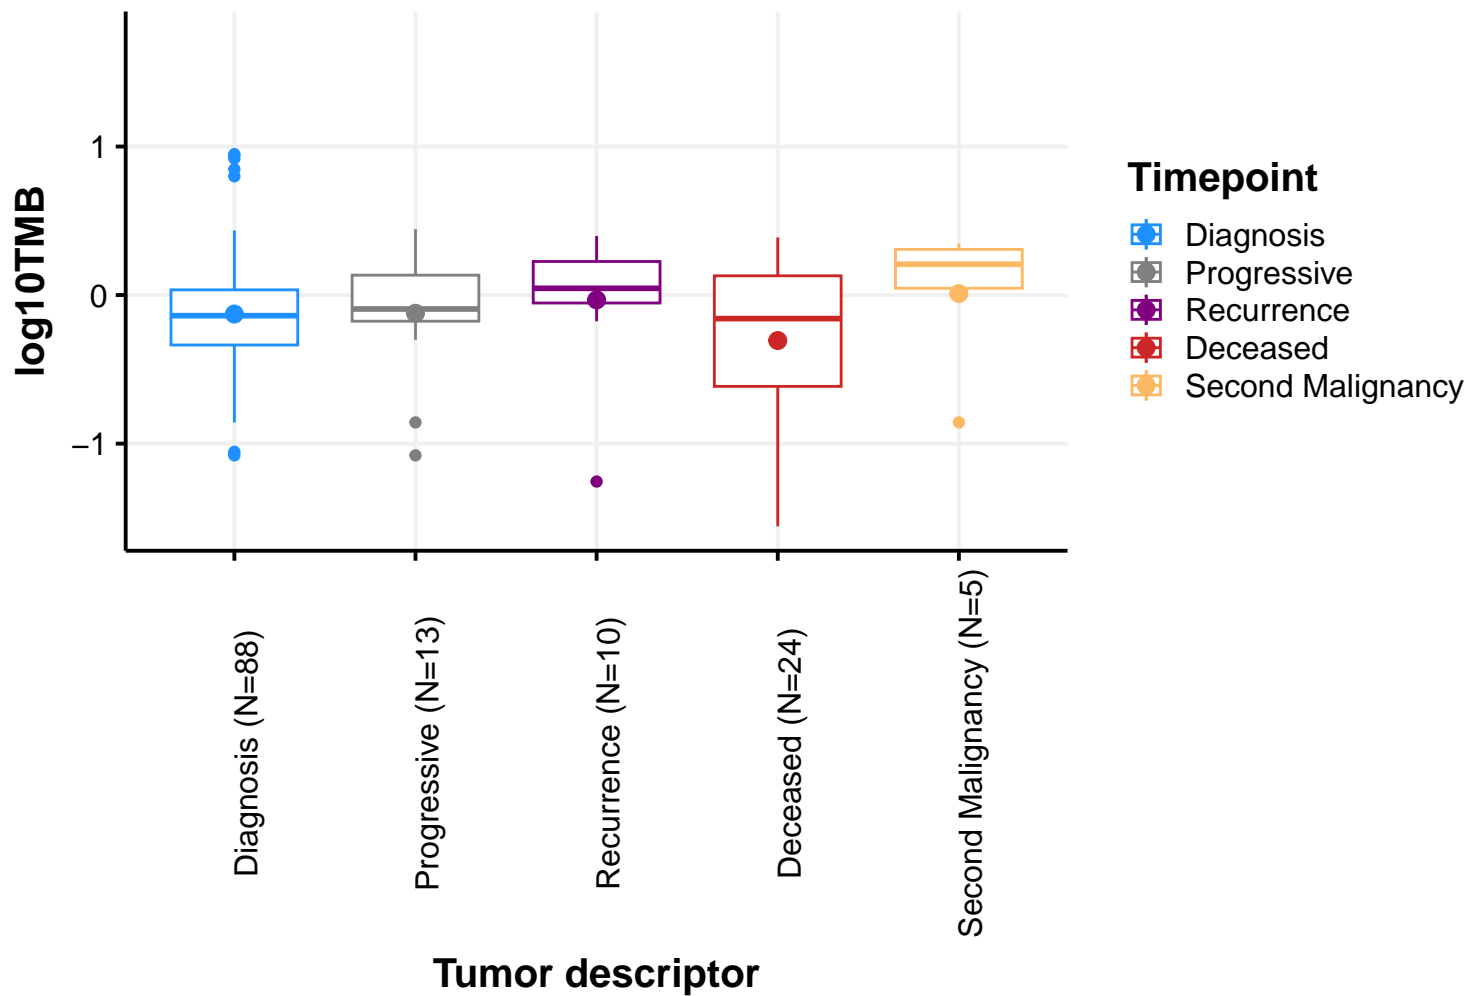 log10TMB
1
0
−1
Diagnosis (N=88)
Progressive (N=13)
Recurrence (N=10)
Deceased (N=24)
Second Malignancy (N=5)
Tumor descriptor
Timepoint
Diagnosis
Progressive
Recurrence
Deceased
Second Malignancy